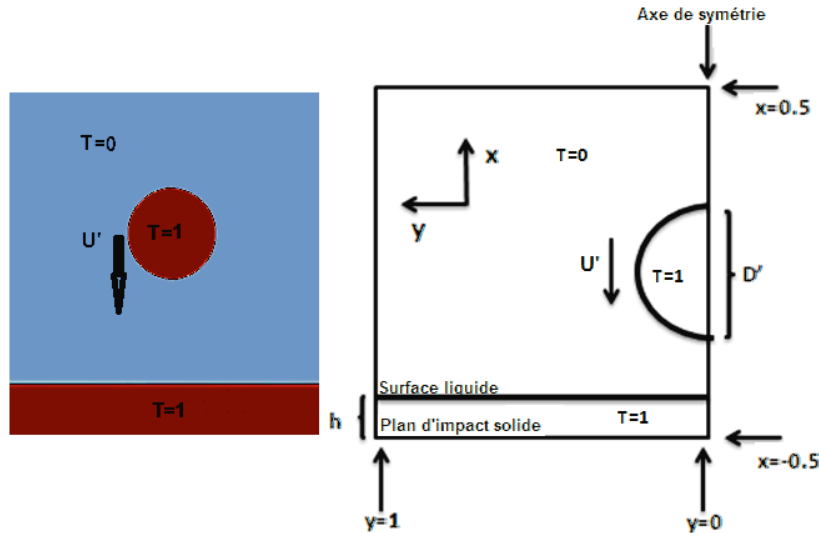 Axe de symétrie
x=0.5
T=0
T=0
x
y
U'
T=1
U'
T=1
D'
Surface liquide
T=1
h
Plan d'impact solide
T=1
x=-0.5
y=1
y=0